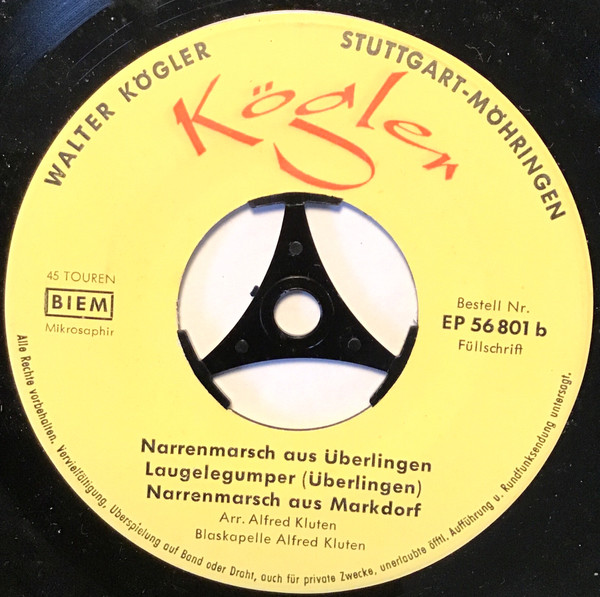 WALTER KÖGLER
STUTTGART-MÖHRINGEN
Kögler
45 TOUREN
BIEM
Mikrosaphir
Bestell Nr.
EP 56 801 b
Füllschrift
Narrenmarsch aus Überlingen
Laugelegumper (Überlingen)
Narrenmarsch aus Markdorf
Arr. Alfred Kluten
Blaskapelle Alfred Kluten
Alle Rechte vorbehalten. Vervielfältigung, Überspielung auf Band oder Draht, auch für private Zwecke, unerlaubte öfftl. Aufführung u. Rundfunksendung untersagt.